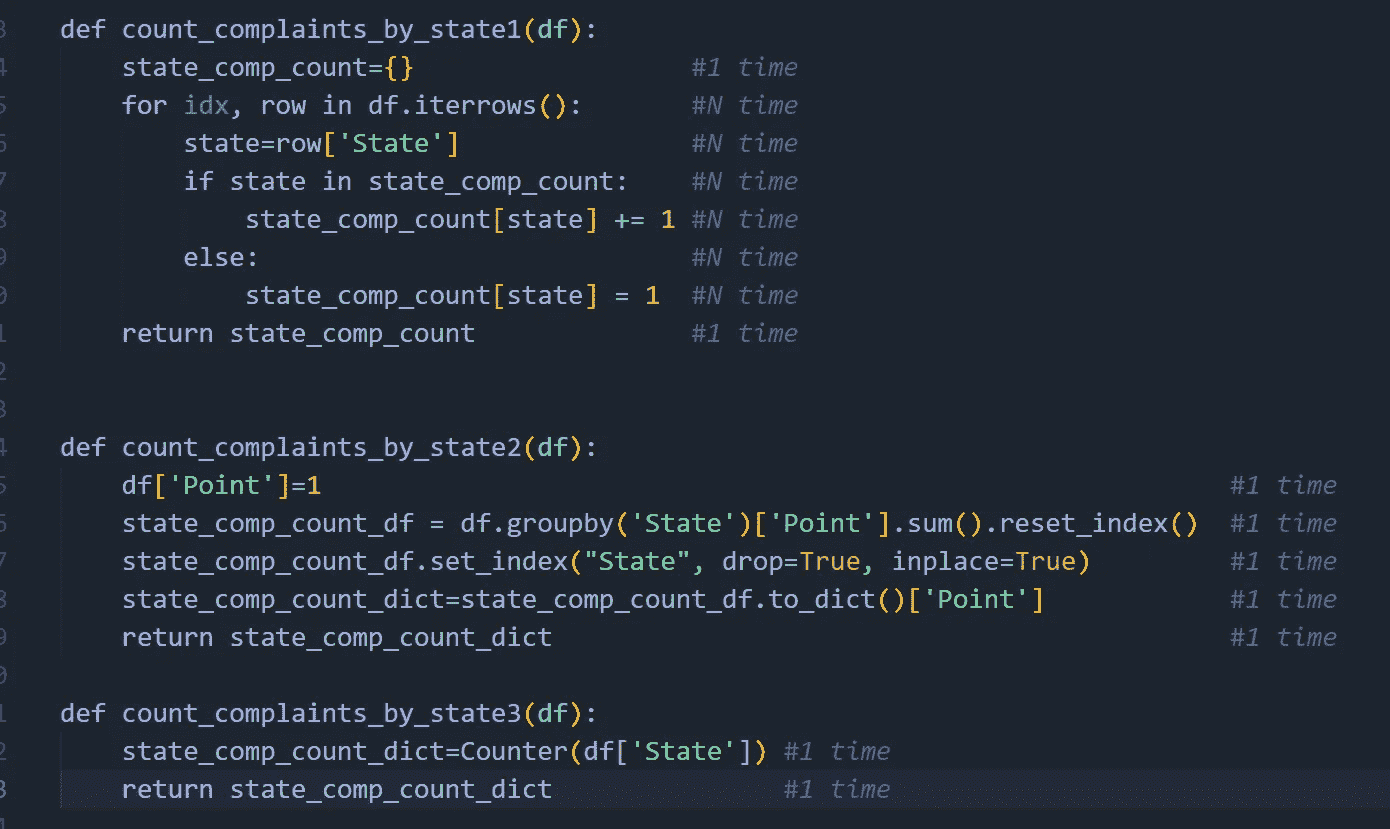 def count_complaints_by_state1(df):
    state_comp_count={}                  #1 time
    for idx, row in df.iterrows():       #N time
        state=row['State']               #N time
        if state in state_comp_count:    #N time
            state_comp_count[state] += 1 #N time
        else:                            #N time
            state_comp_count[state] = 1  #N time
    return state_comp_count              #1 time
def count_complaints_by_state2(df):
    df['Point']=1                                                           #1 time
    state_comp_count_df = df.groupby('State')['Point'].sum().reset_index()  #1 time
    state_comp_count_df.set_index("State", drop=True, inplace=True)         #1 time
    state_comp_count_dict=state_comp_count_df.to_dict()['Point']            #1 time
    return state_comp_count_dict                                            #1 time
def count_complaints_by_state3(df):
    state_comp_count_dict=Counter(df['State']) #1 time
    return state_comp_count_dict               #1 time